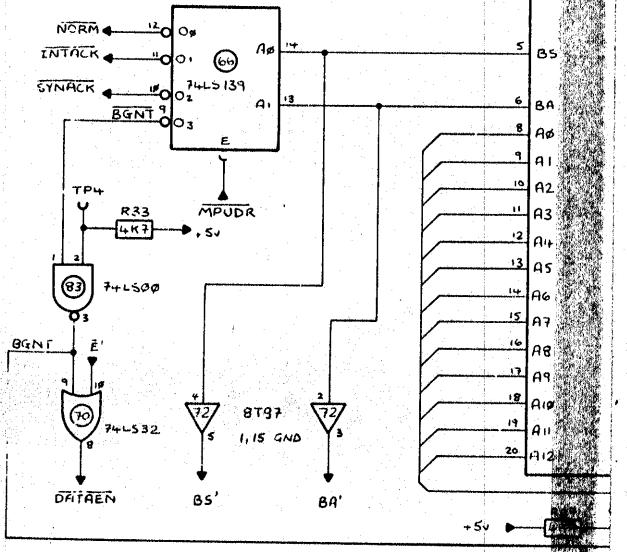 NORM 12 O0
INTACK 11 O1
SYNACK 10 O2
BGNT 9 O3
66
74LS139
A0 14
A1 13
E
MPUDR
5 BS
6 BA
8 A0
9 A1
10 A2
11 A3
12 A4
13 A5
14 A6
15 A7
16 A8
17 A9
18 A10
19 A11
20 A12
TP4
R33
4K7
+5v
1 2
83
74LS00
3
BGNT
E'
9 10
70
74LS32
8
DATAEN
4
72
5
BS'
8T97
1,15 GND
2
72
3
BA'
+5v